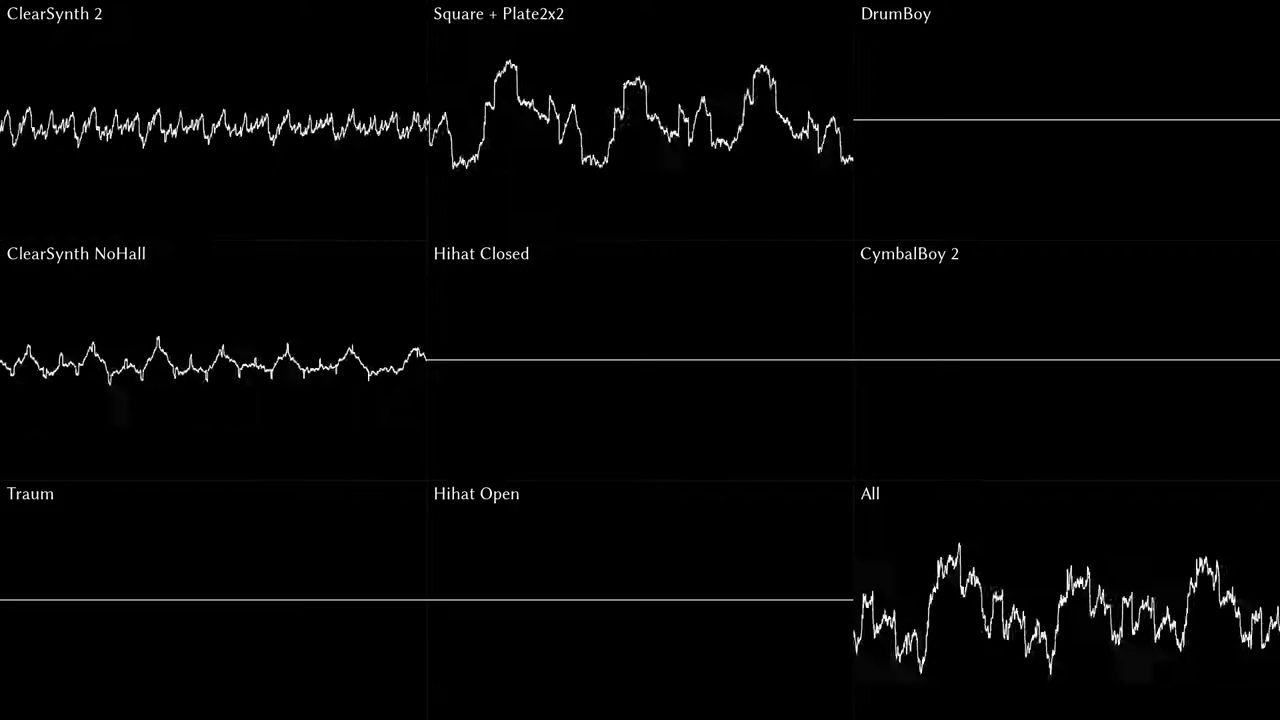 ClearSynth 2
Square + Plate2x2
DrumBoy
ClearSynth NoHall
Hihat Closed
CymbalBoy 2
Traum
Hihat Open
All